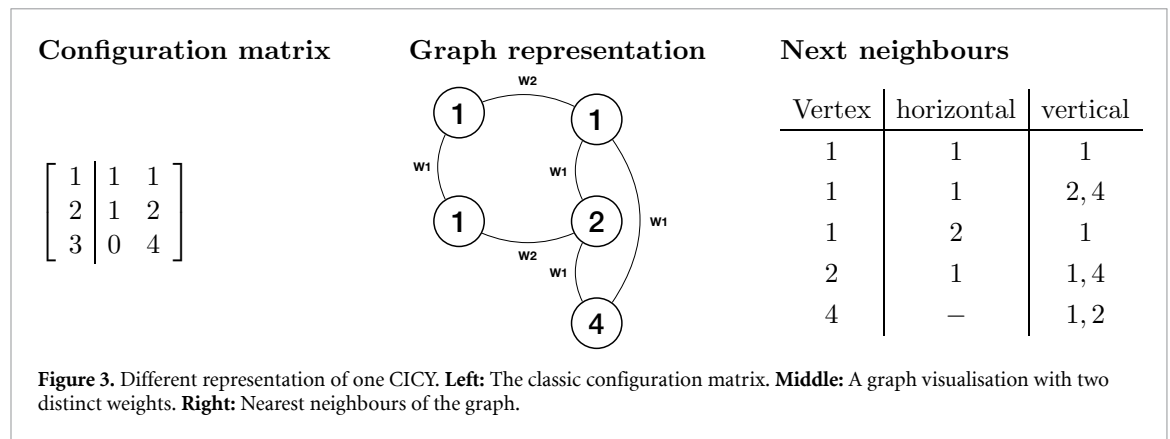 Configuration matrix
1 1 1
2 1 2
3 0 4
Graph representation
W2
1 1
W1 W1
W1
1 2
W2
W1
4
Next neighbours
Vertex horizontal vertical
1 1 1
1 1 2, 4
1 2 1
2 1 1, 4
4 − 1, 2
Figure 3. Different representation of one CICY. Left: The classic configuration matrix. Middle: A graph visualisation with two
distinct weights. Right: Nearest neighbours of the graph.